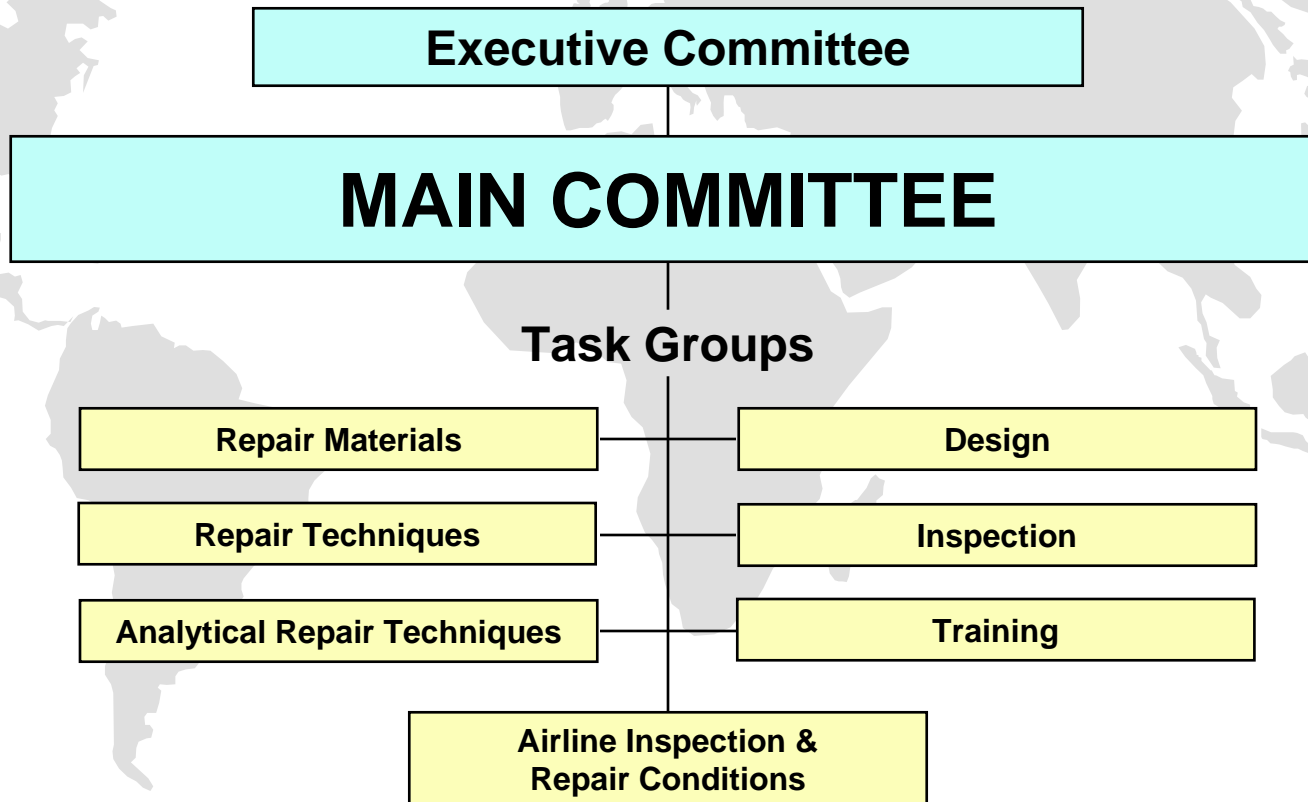 Executive Committee
MAIN COMMITTEE
Task Groups
Repair Materials
Design
Repair Techniques
Inspection
Analytical Repair Techniques
Training
Airline Inspection &
Repair Conditions